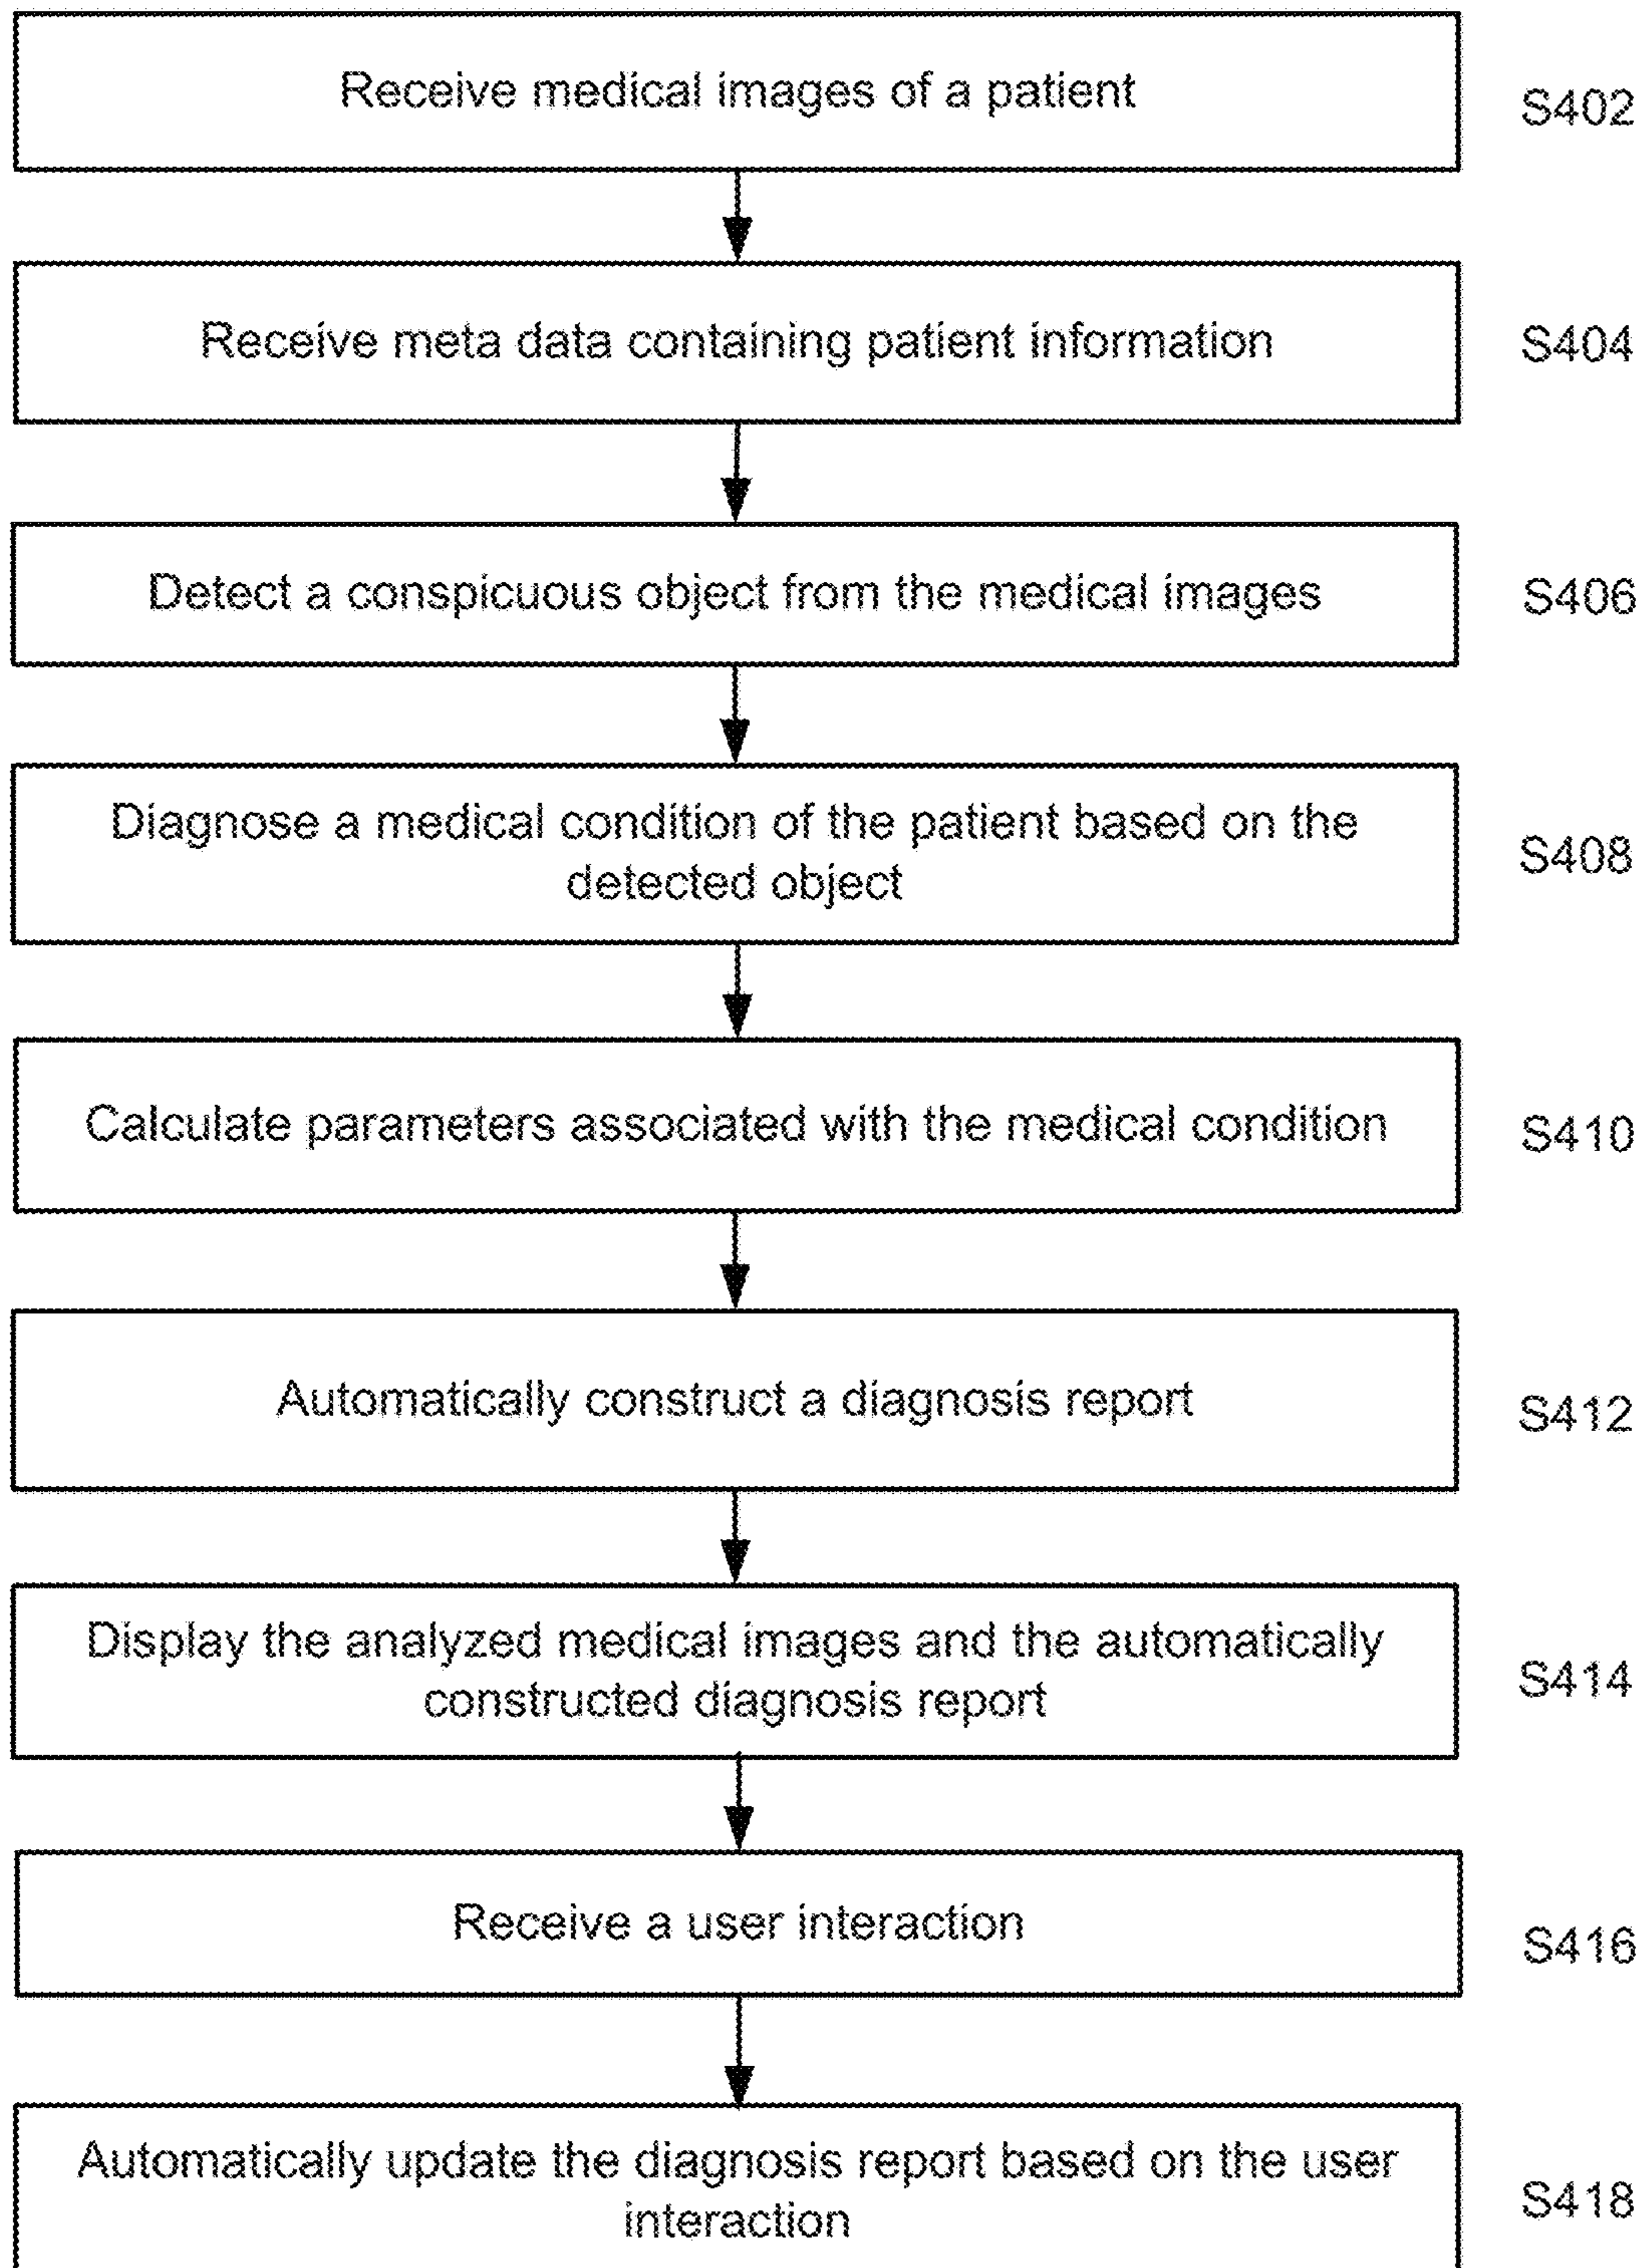 Receive medical images of a patient
S402
Receive meta data containing patient information
S404
Detect a conspicuous object from the medical images
S406
Diagnose a medical condition of the patient based on the
detected object
S408
Calculate parameters associated with the medical condition
S410
Automatically construct a diagnosis report
S412
Display the analyzed medical images and the automatically
constructed diagnosis report
S414
Receive a user interaction
S416
Automatically update the diagnosis report based on the user
interaction
S418